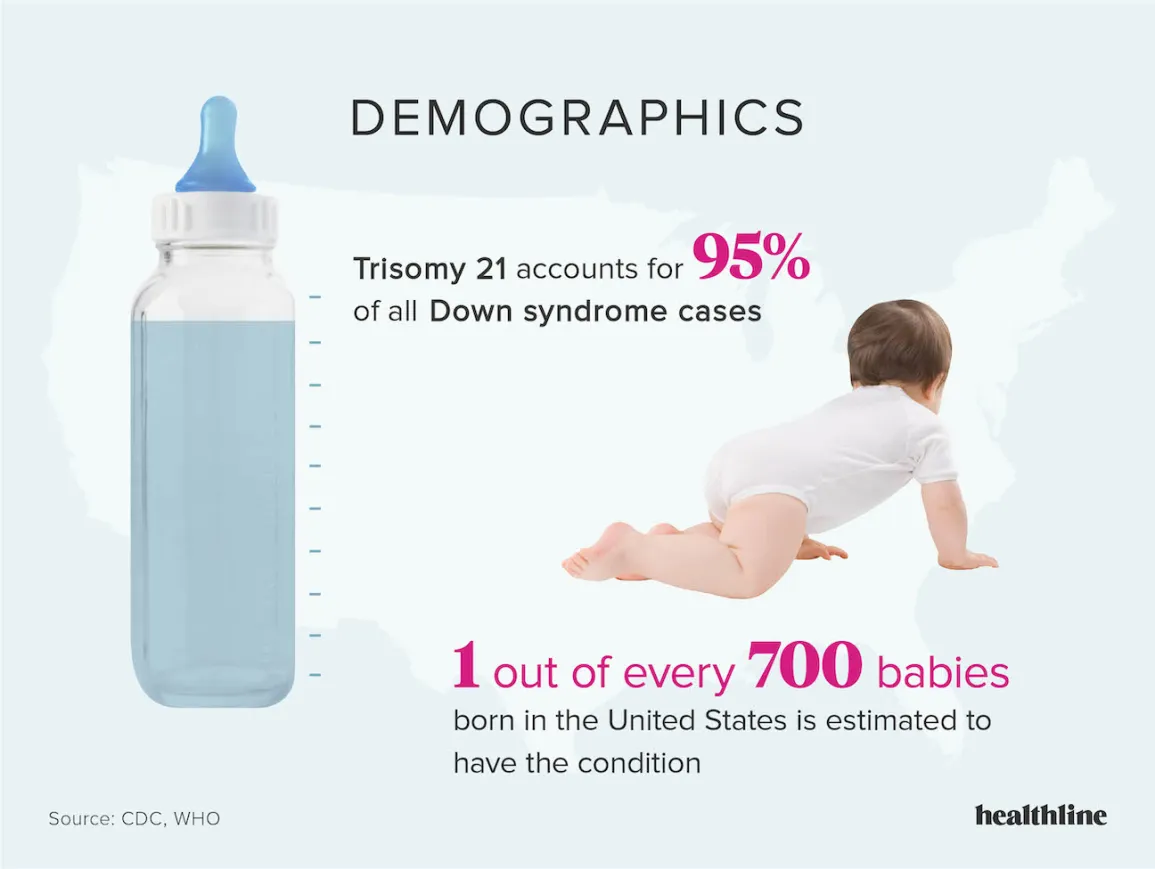 DEMOGRAPHICS
Trisomy 21 accounts for 95%
of all Down syndrome cases
1 out of every 700 babies
born in the United States is estimated to
have the condition
Source: CDC, WHO
healthline